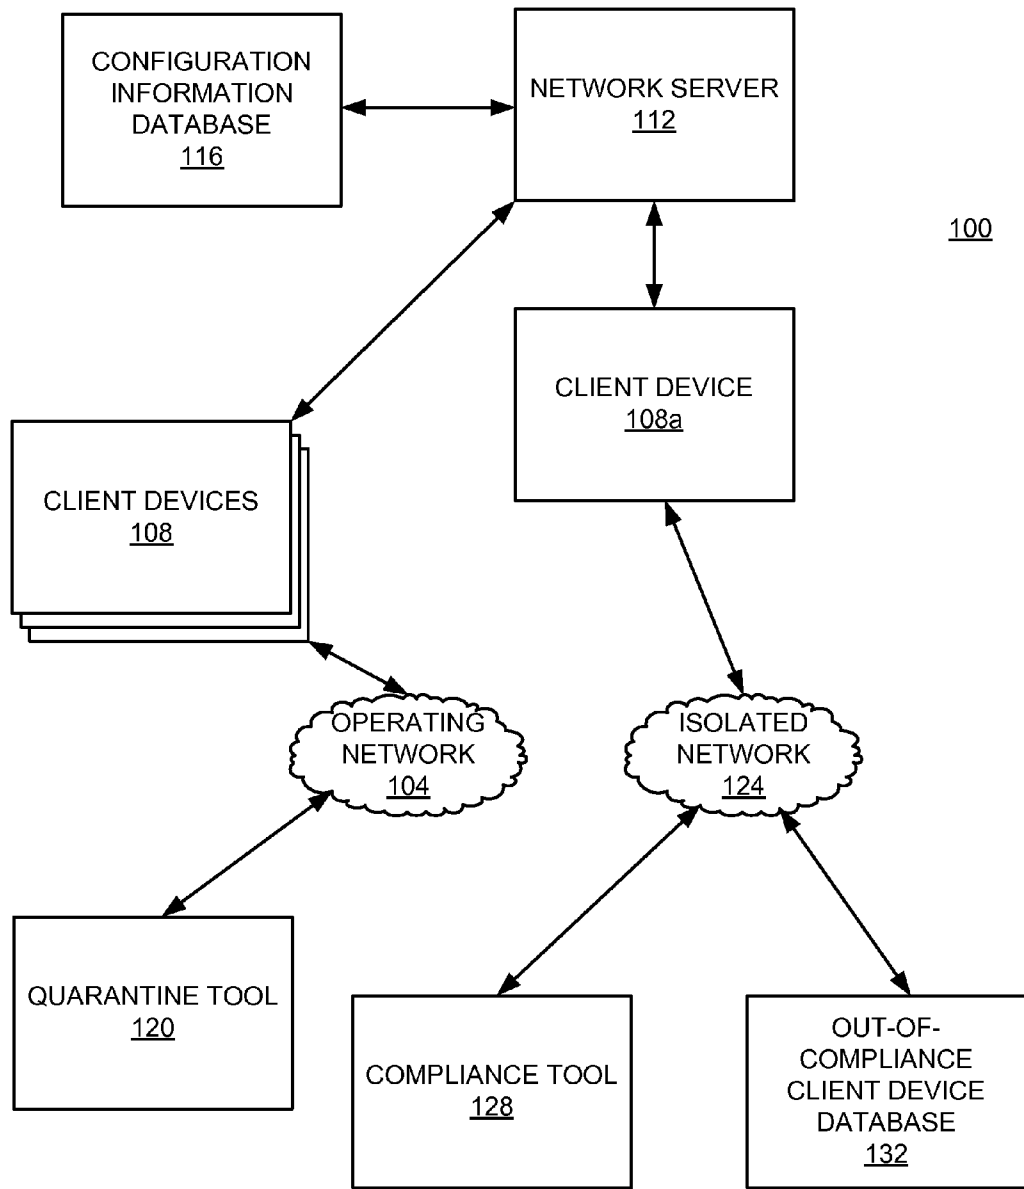 CONFIGURATION
INFORMATION
DATABASE
116
NETWORK SERVER
112
100
CLIENT DEVICE
108a
CLIENT DEVICES
108
OPERATING
NETWORK
104
ISOLATED
NETWORK
124
QUARANTINE TOOL
120
COMPLIANCE TOOL
128
OUT-OF-
COMPLIANCE
CLIENT DEVICE
DATABASE
132